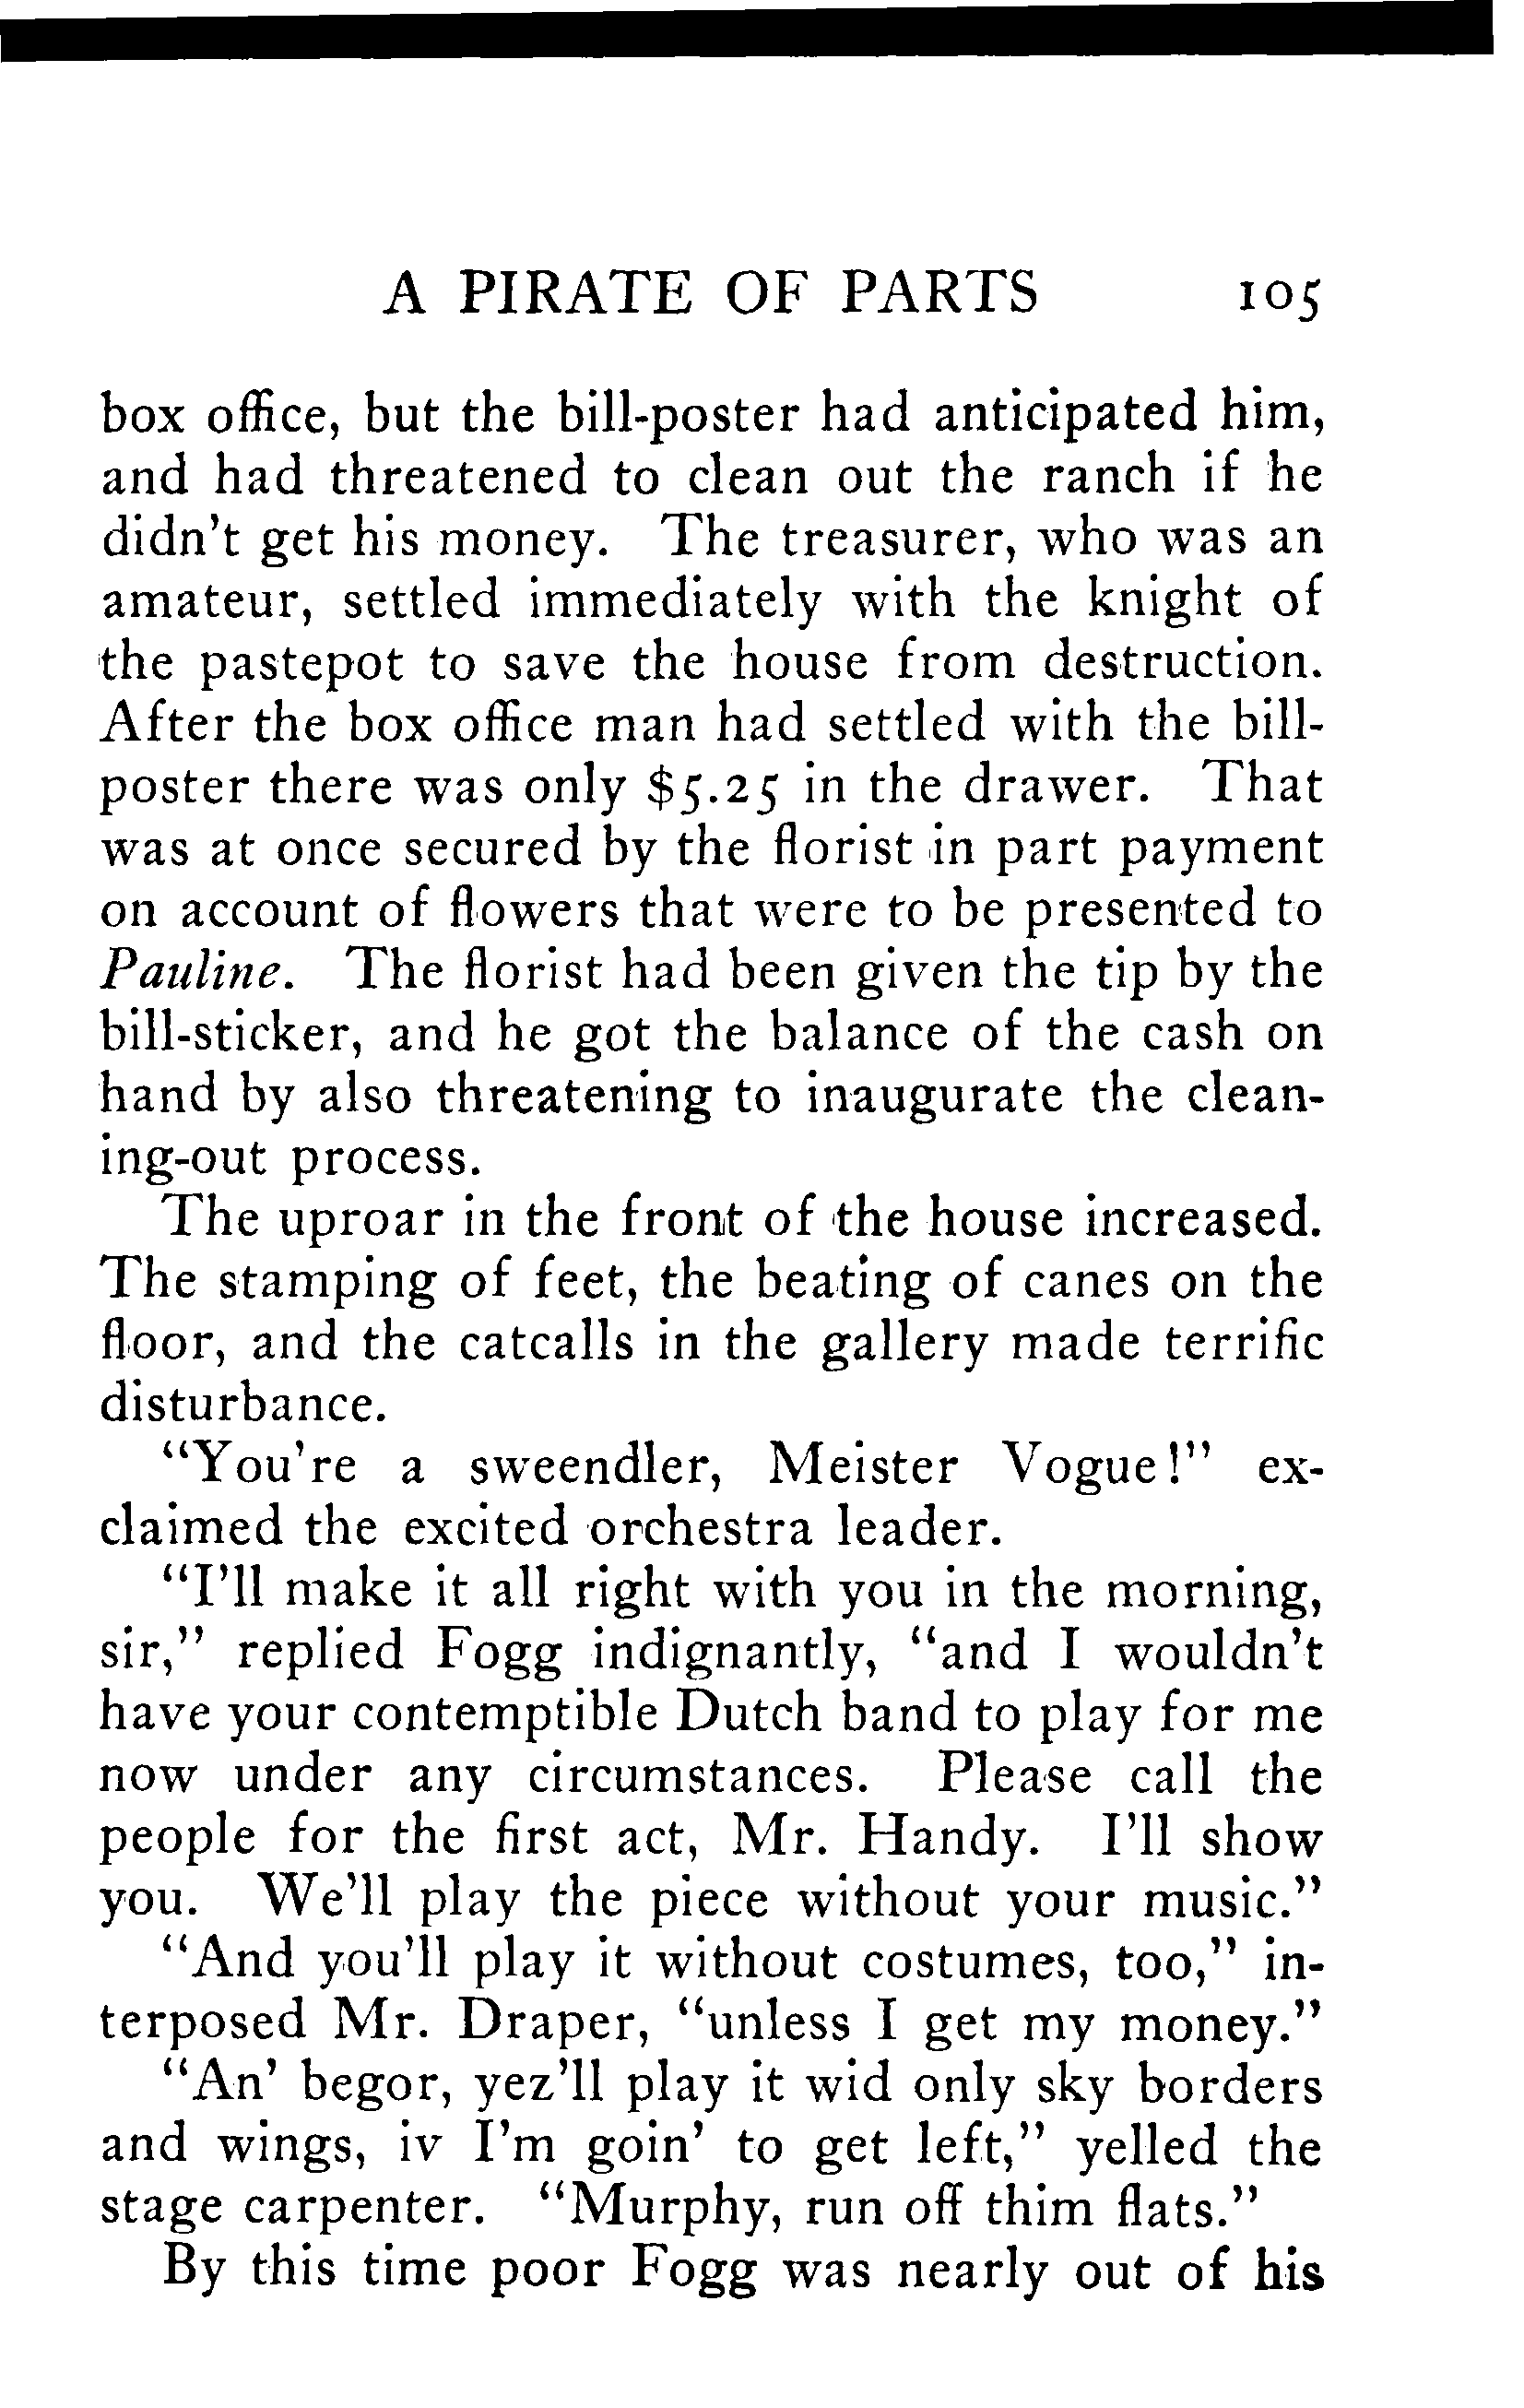 A PIRATE OF PARTS 105
box office, but the bill-poster had anticipated him,
and had threatened to clean out the ranch if he
didn't get his money. The treasurer, who was an
amateur, settled immediately with the knight of
the pastepot to save the house from destruction.
After the box office man had settled with the bill-
poster there was only $5.25 in the drawer. That
was at once secured by the florist in part payment
on account of flowers that were to be presented to
Pauline. The florist had been given the tip by the
bill-sticker, and he got the balance of the cash on
hand by also threatening to inaugurate the clean-
ing-out process.
The uproar in the front of the house increased.
The stamping of feet, the beating of canes on the
floor, and the catcalls in the gallery made terrific
disturbance.
"You're a sweendler, Meister Vogue!" ex-
claimed the excited orchestra leader.
"I'll make it all right with you in the morning,
sir," replied Fogg indignantly, "and I wouldn't
have your contemptible Dutch band to play for me
now under any circumstances. Please call the
people for the first act, Mr. Handy. I'll show
you. We'll play the piece without your music."
"And you'll play it without costumes, too," in-
terposed Mr. Draper, "unless I get my money."
"An' begor, yez'll play it wid only sky borders
and wings, iv I'm goin' to get left," yelled the
stage carpenter. "Murphy, run off thim flats."
By this time poor Fogg was nearly out of his